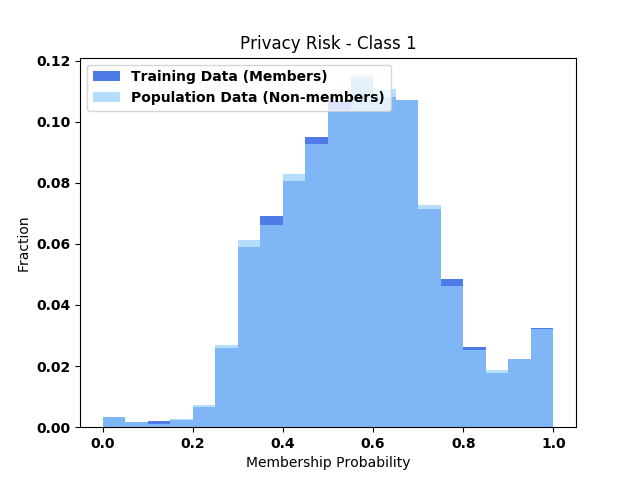 Privacy Risk - Class 1
Training Data (Members)
Population Data (Non-members)
0.12
0.10
0.08
0.06
0.04
0.02
0.00
Fraction
0.0 0.2 0.4 0.6 0.8 1.0
Membership Probability